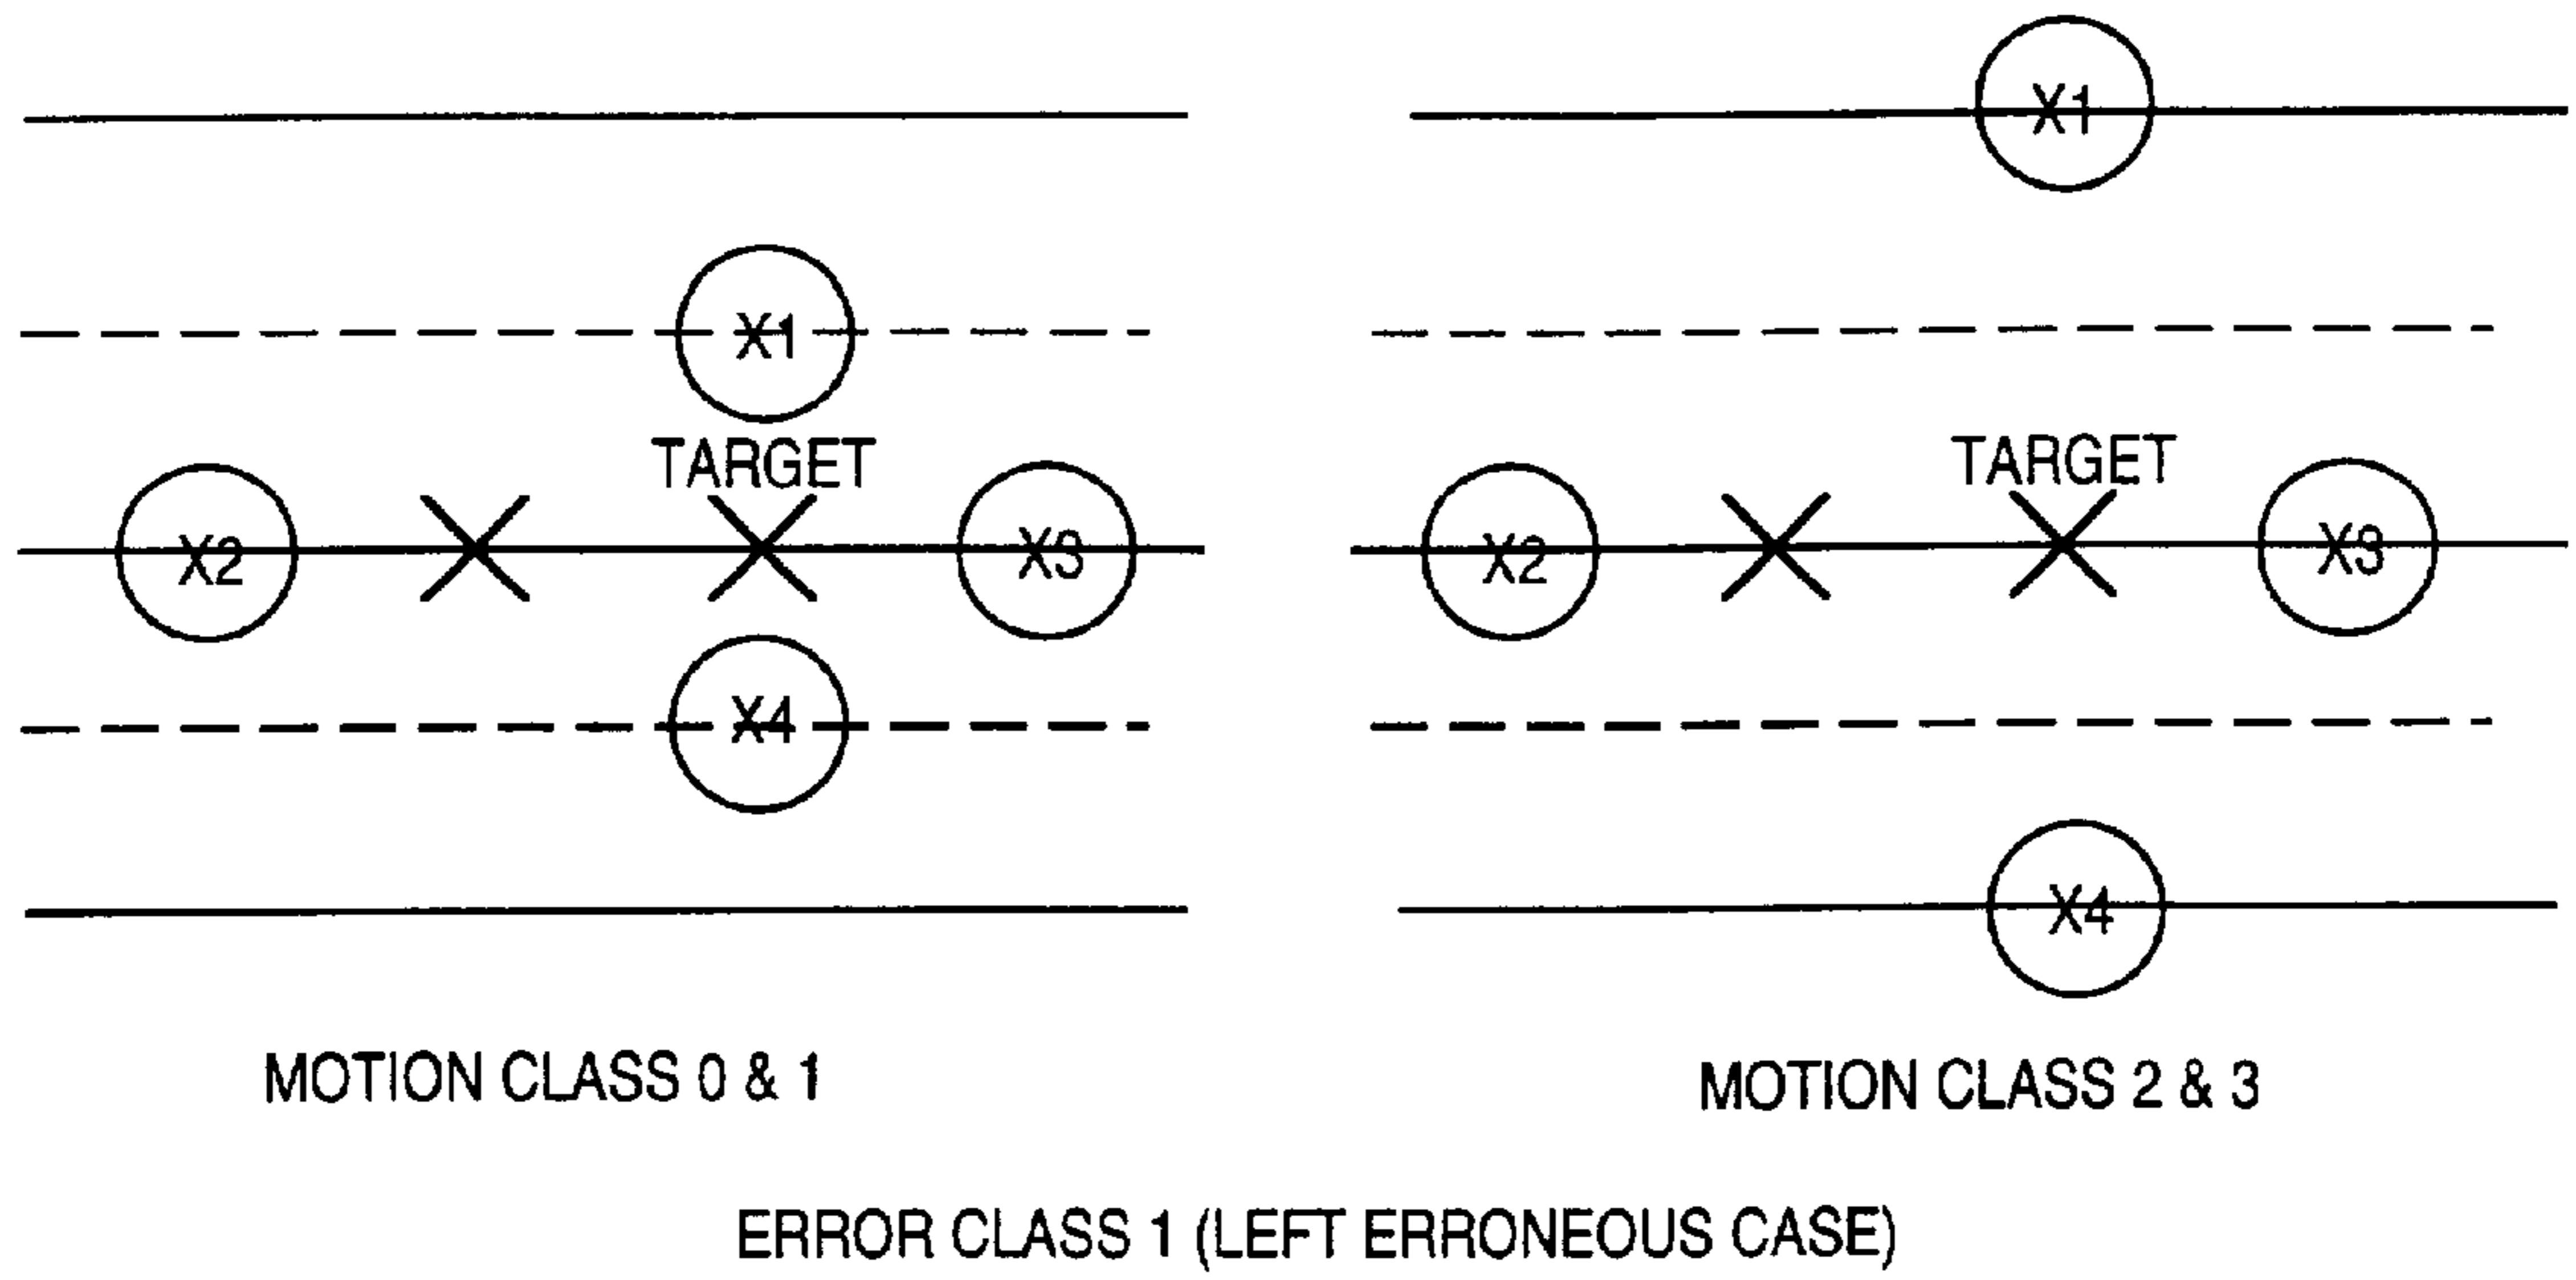 X1
X1
TARGET
TARGET
X2
X3
X2
X3
X4
X4
MOTION CLASS 0 & 1
MOTION CLASS 2 & 3
ERROR CLASS 1 (LEFT ERRONEOUS CASE)